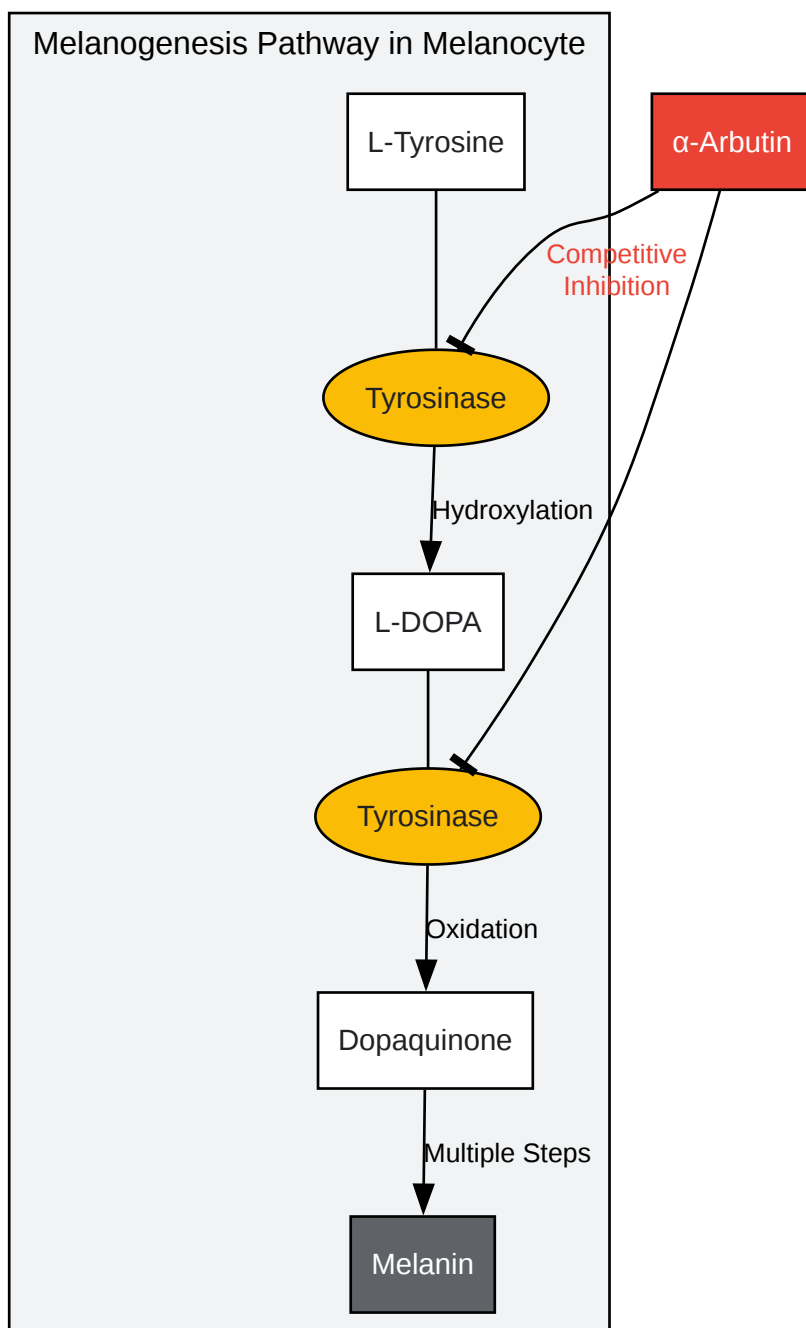 Melanogenesis Pathway in Melanocyte
L-Tyrosine
α-Arbutin
Competitive
Inhibition
Tyrosinase
Hydroxylation
L-DOPA
Tyrosinase
Oxidation
Dopaquinone
Multiple Steps
Melanin